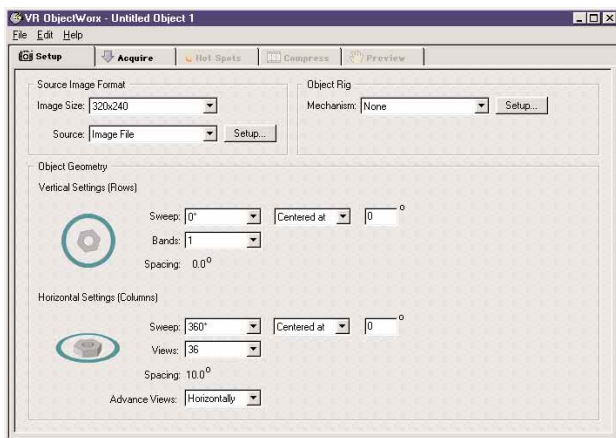 VR ObjectWorx - Untitled Object 1
File Edit Help
Setup Acquire Hot Spots Compress Preview
Source Image Format
Image Size: 320x240
Source: Image File Setup...
Object Rig
Mechanism: None Setup...
Object Geometry
Vertical Settings (Rows)
Sweep: 0° Centered at 0 °
Bands: 1
Spacing: 0.0°
Horizontal Settings (Columns)
Sweep: 360° Centered at 0 °
Views: 36
Spacing: 10.0°
Advance Views: Horizontally